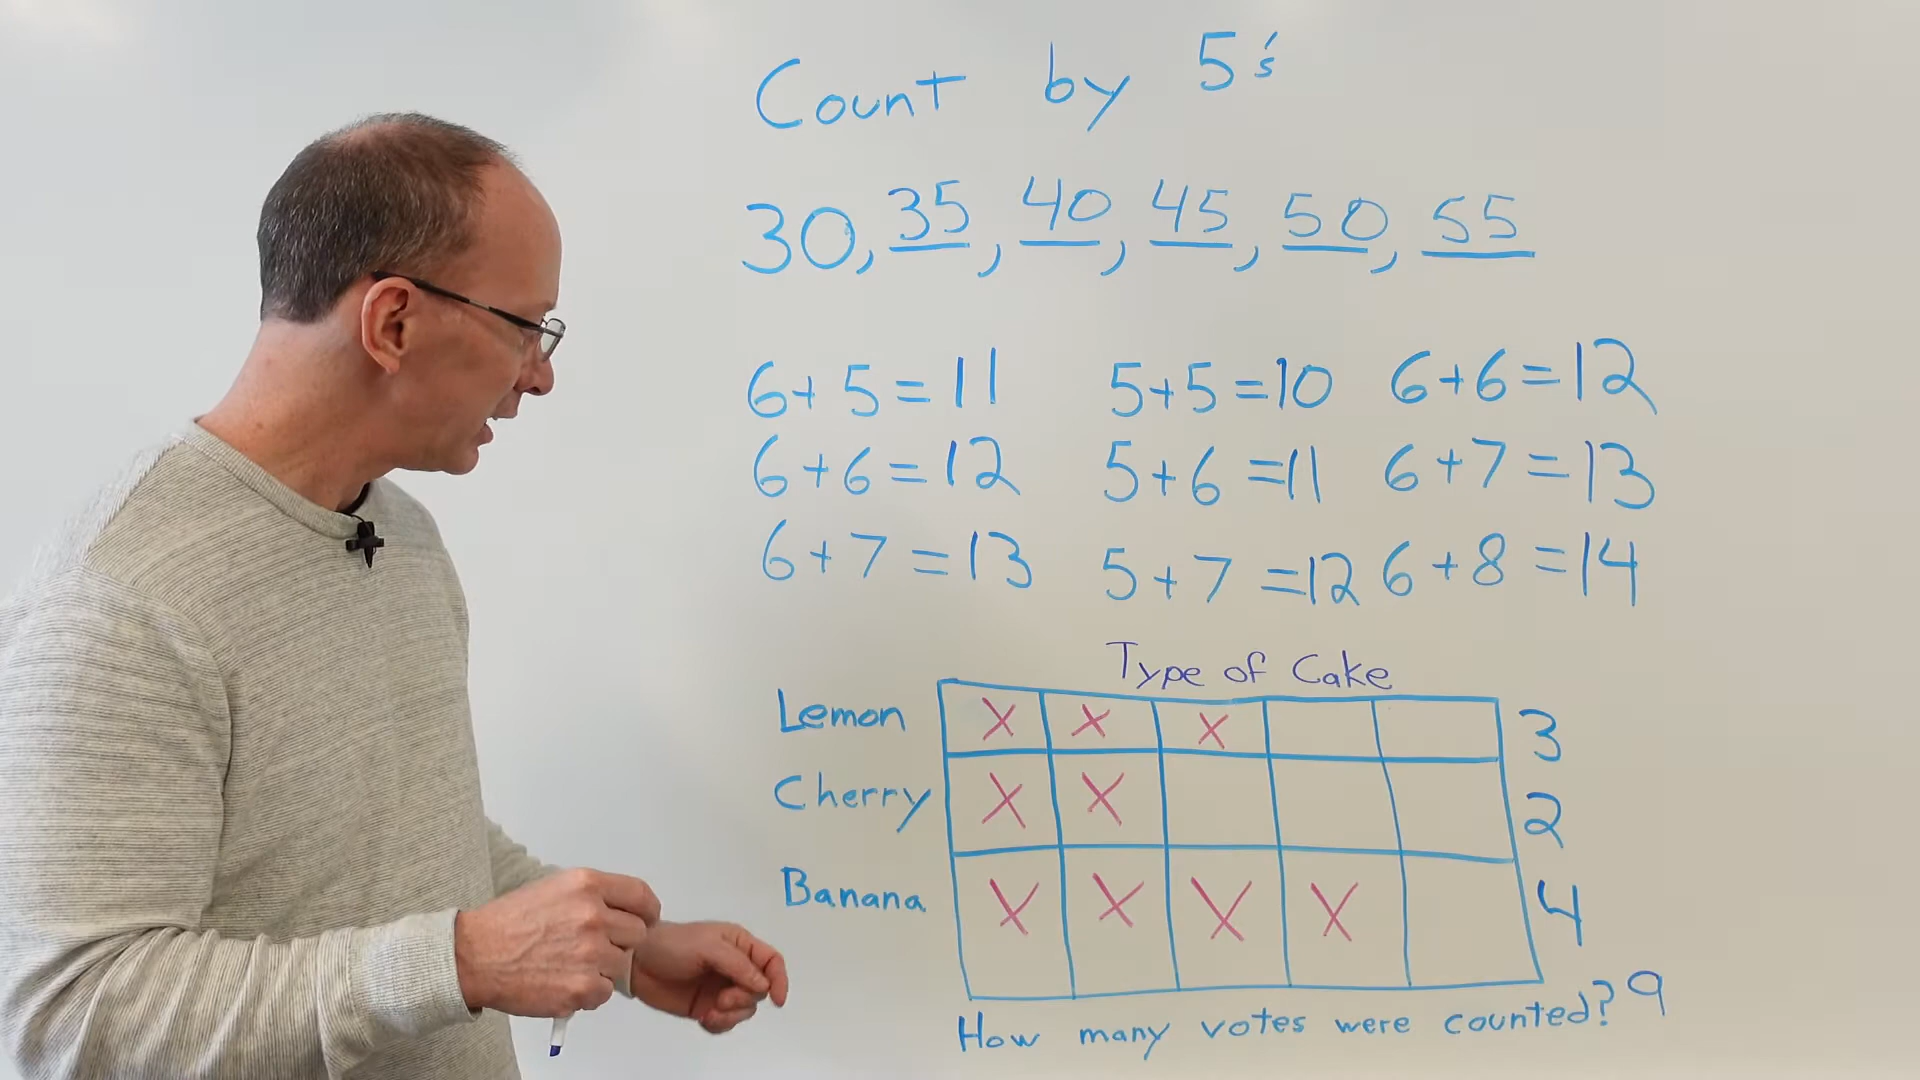 Count by 5's
30, 35, 40, 45, 50, 55
6+5=11 5+5=10 6+6=12
6+6=12 5+6=11 6+7=13
6+7=13 5+7=12 6+8=14
Type of Cake
Lemon X X X 3
Cherry X X 2
Banana X X X X 4
How many votes were counted? 9